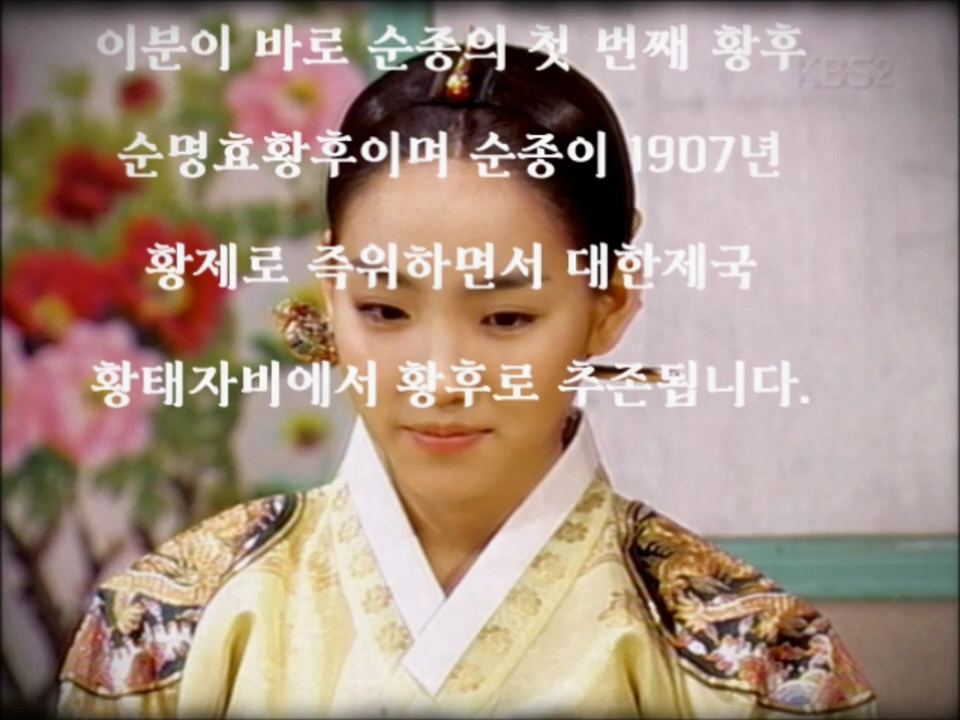 이분이 바로 순종의 첫 번째 황후
KBS2
순명효황후이며 순종이 1907년
황제로 즉위하면서 대한제국
황태자비에서 황후로 추존됩니다.